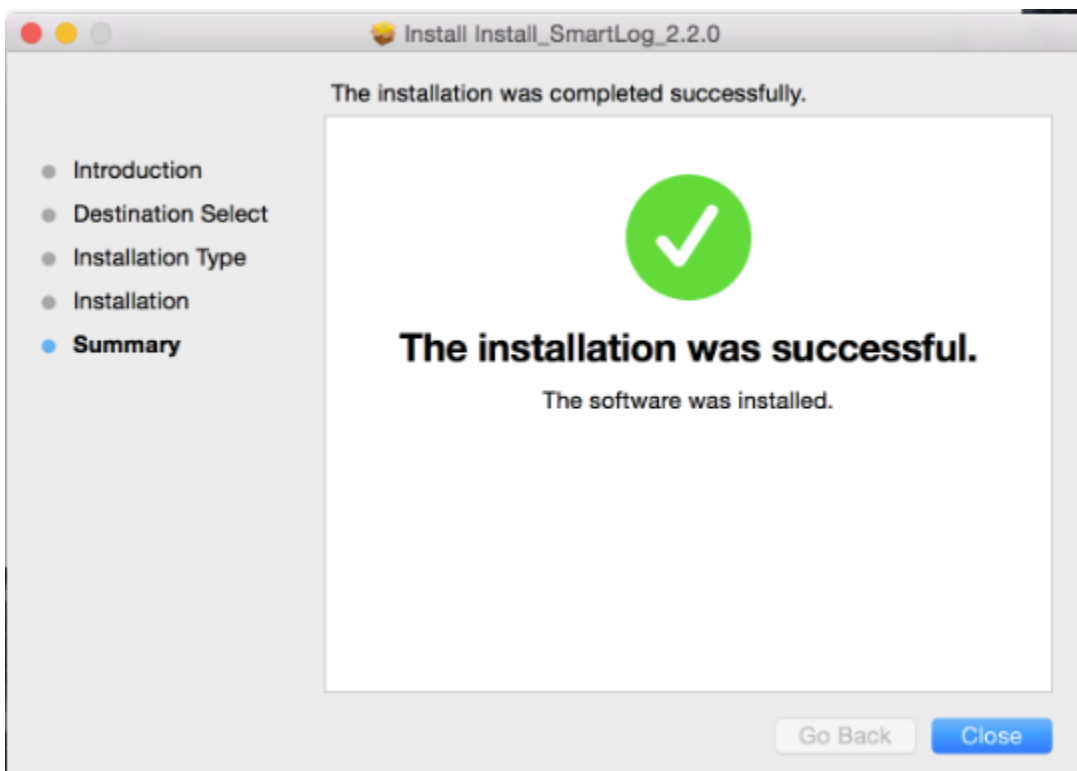 Install Install_SmartLog_2.2.0
The installation was completed successfully.
Introduction
Destination Select
Installation Type
Installation
Summary
The installation was successful.
The software was installed.
Go Back
Close